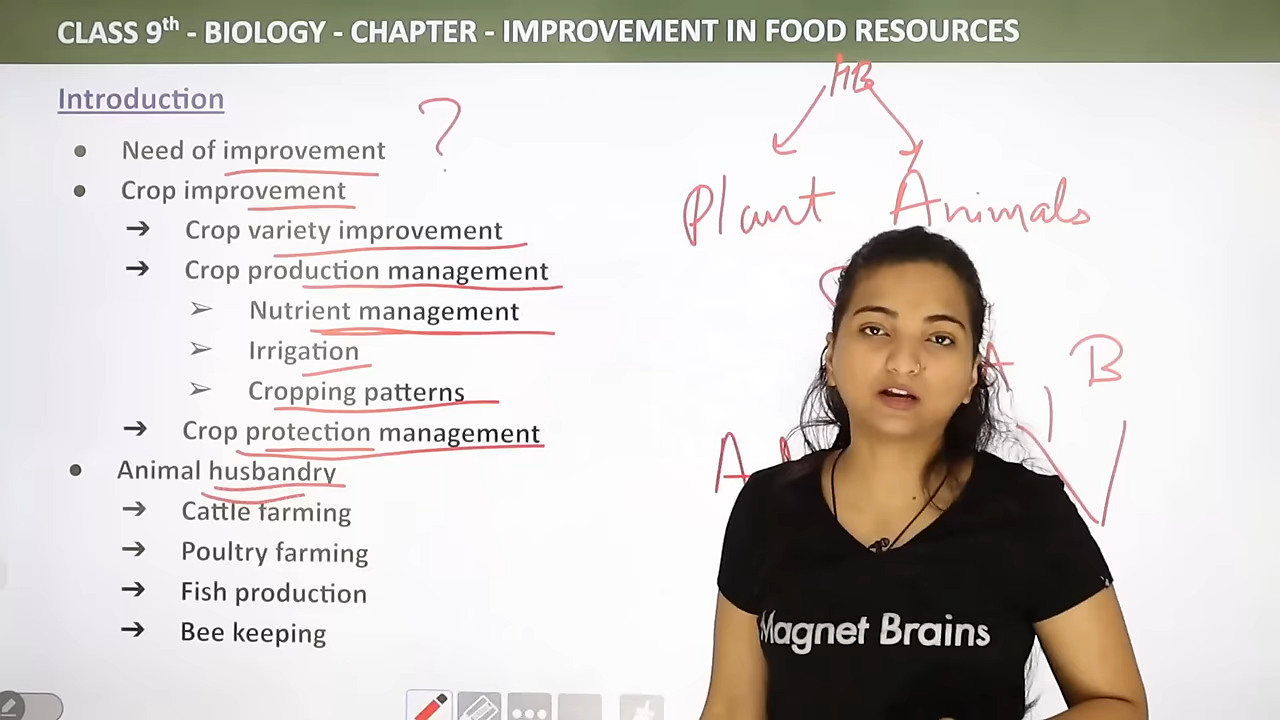 CLASS 9th - BIOLOGY - CHAPTER - IMPROVEMENT IN FOOD RESOURCES
Introduction
● Need of improvement ?
● Crop improvement
➔ Crop variety improvement
➔ Crop production management
➢ Nutrient management
➢ Irrigation
➢ Cropping patterns
➔ Crop protection management
● Animal husbandry
➔ Cattle farming
➔ Poultry farming
➔ Fish production
➔ Bee keeping
Plant Animals
A B
A
Magnet Brains